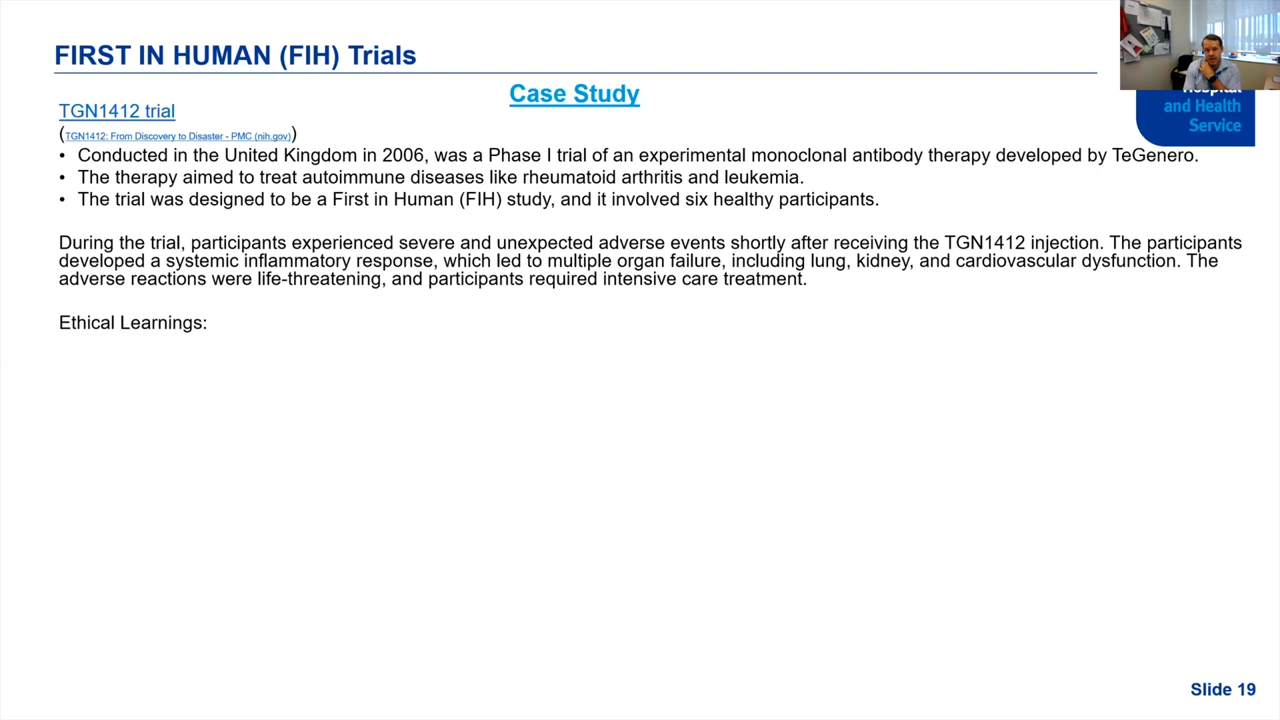 FIRST IN HUMAN (FIH) Trials
Case Study
TGN1412 trial
(TGN1412: From Discovery to Disaster - PMC (nih.gov))
• Conducted in the United Kingdom in 2006, was a Phase I trial of an experimental monoclonal antibody therapy developed by TeGenero.
• The therapy aimed to treat autoimmune diseases like rheumatoid arthritis and leukemia.
• The trial was designed to be a First in Human (FIH) study, and it involved six healthy participants.
During the trial, participants experienced severe and unexpected adverse events shortly after receiving the TGN1412 injection. The participants
developed a systemic inflammatory response, which led to multiple organ failure, including lung, kidney, and cardiovascular dysfunction. The
adverse reactions were life-threatening, and participants required intensive care treatment.
Ethical Learnings:
Hospital
and Health
Service
Slide 19